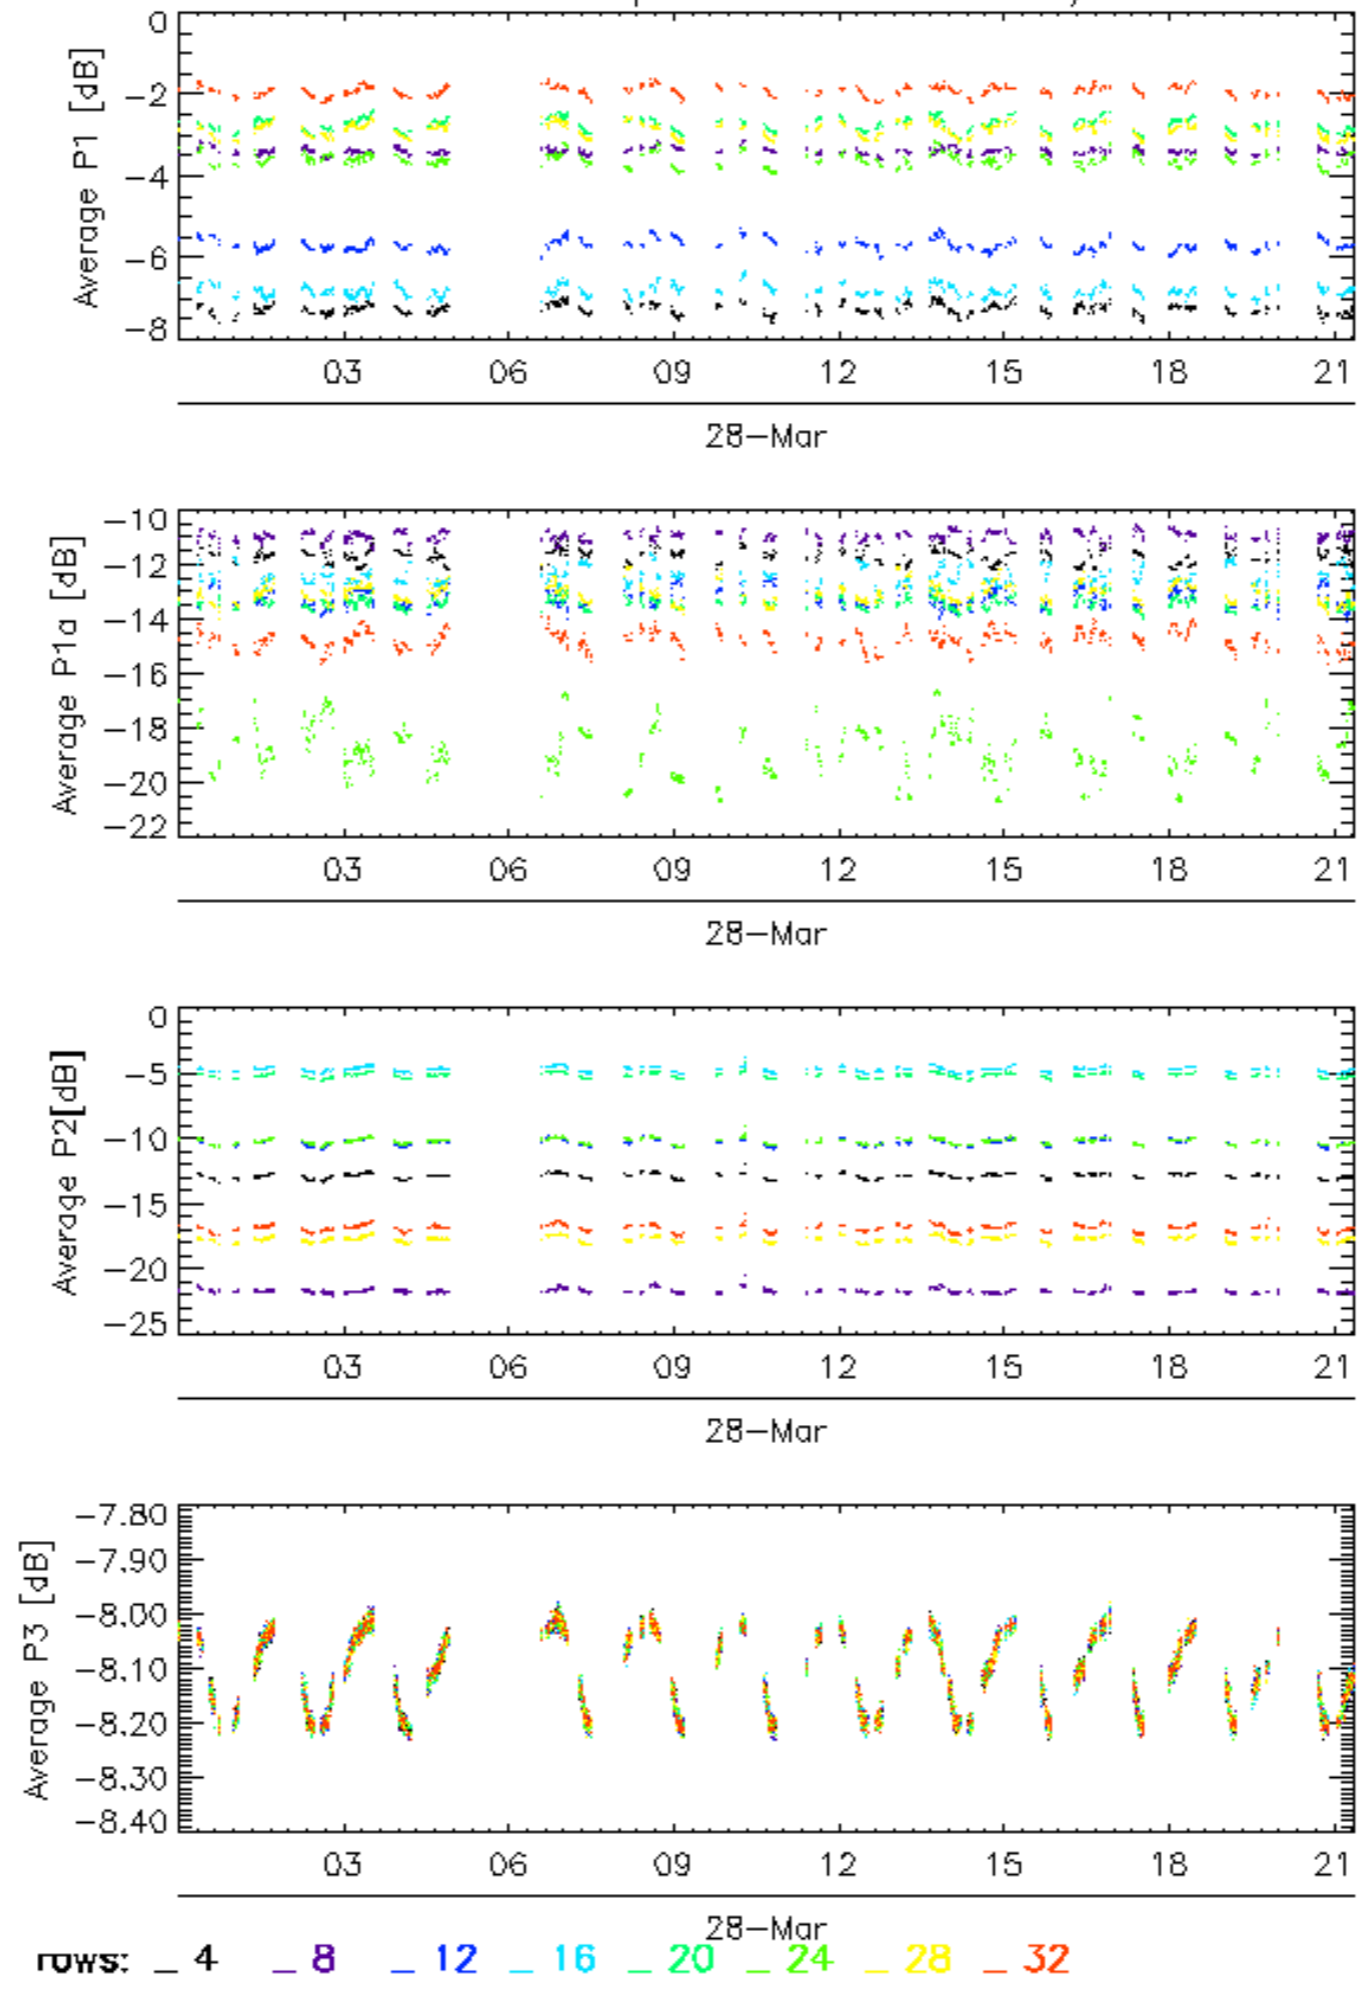 0
-2
-4
-6
-8
Average P1 [dB]
03 06 09 12 15 18 21
28-Mar
-10
-12
-14
-16
-18
-20
-22
Average P1a [dB]
03 06 09 12 15 18 21
28-Mar
0
-5
-10
-15
-20
-25
Average P2[dB]
03 06 09 12 15 18 21
28-Mar
-7.80
-7.90
-8.00
-8.10
-8.20
-8.30
-8.40
Average P3 [dB]
03 06 09 12 15 18 21
28-Mar
rows: _ 4 _ 8 _ 12 _ 16 _ 20 _ 24 _ 28 _ 32